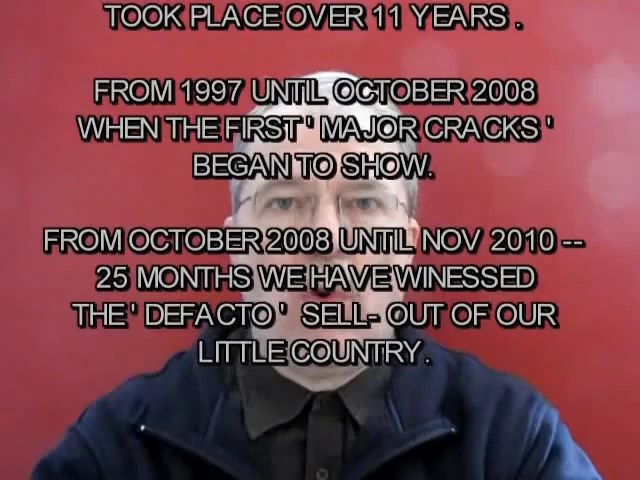 TOOK PLACE OVER 11 YEARS .
FROM 1997 UNTIL OCTOBER 2008
WHEN THE FIRST ' MAJOR CRACKS '
BEGAN TO SHOW.
FROM OCTOBER 2008 UNTIL NOV 2010 --
25 MONTHS WE HAVE WINESSED
THE ' DEFACTO ' SELL- OUT OF OUR
LITTLE COUNTRY .